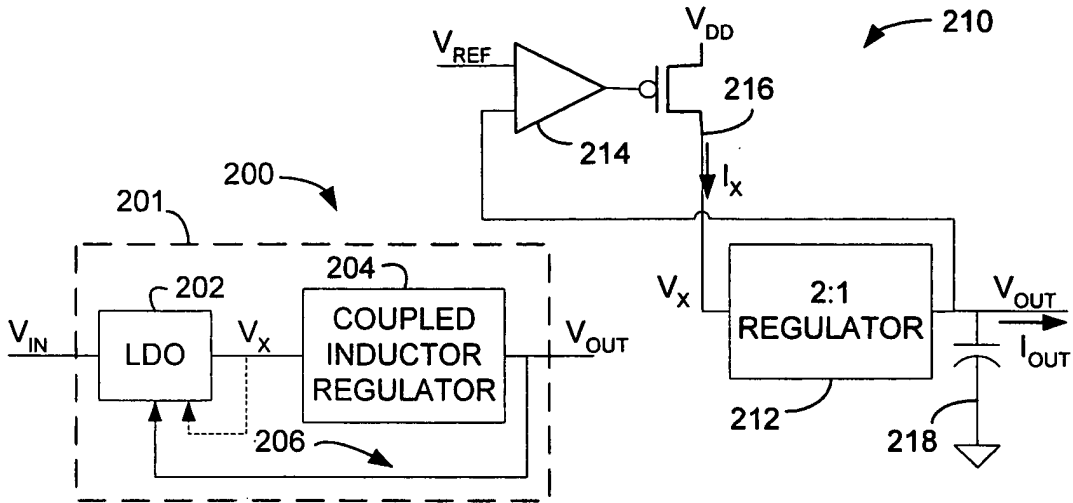 210
V_DD
V_REF
216
214
I_X
200
201
202
204
V_X
2:1
REGULATOR
V_OUT
I_OUT
V_IN
LDO
V_X
COUPLED
INDUCTOR
REGULATOR
V_OUT
206
212
218